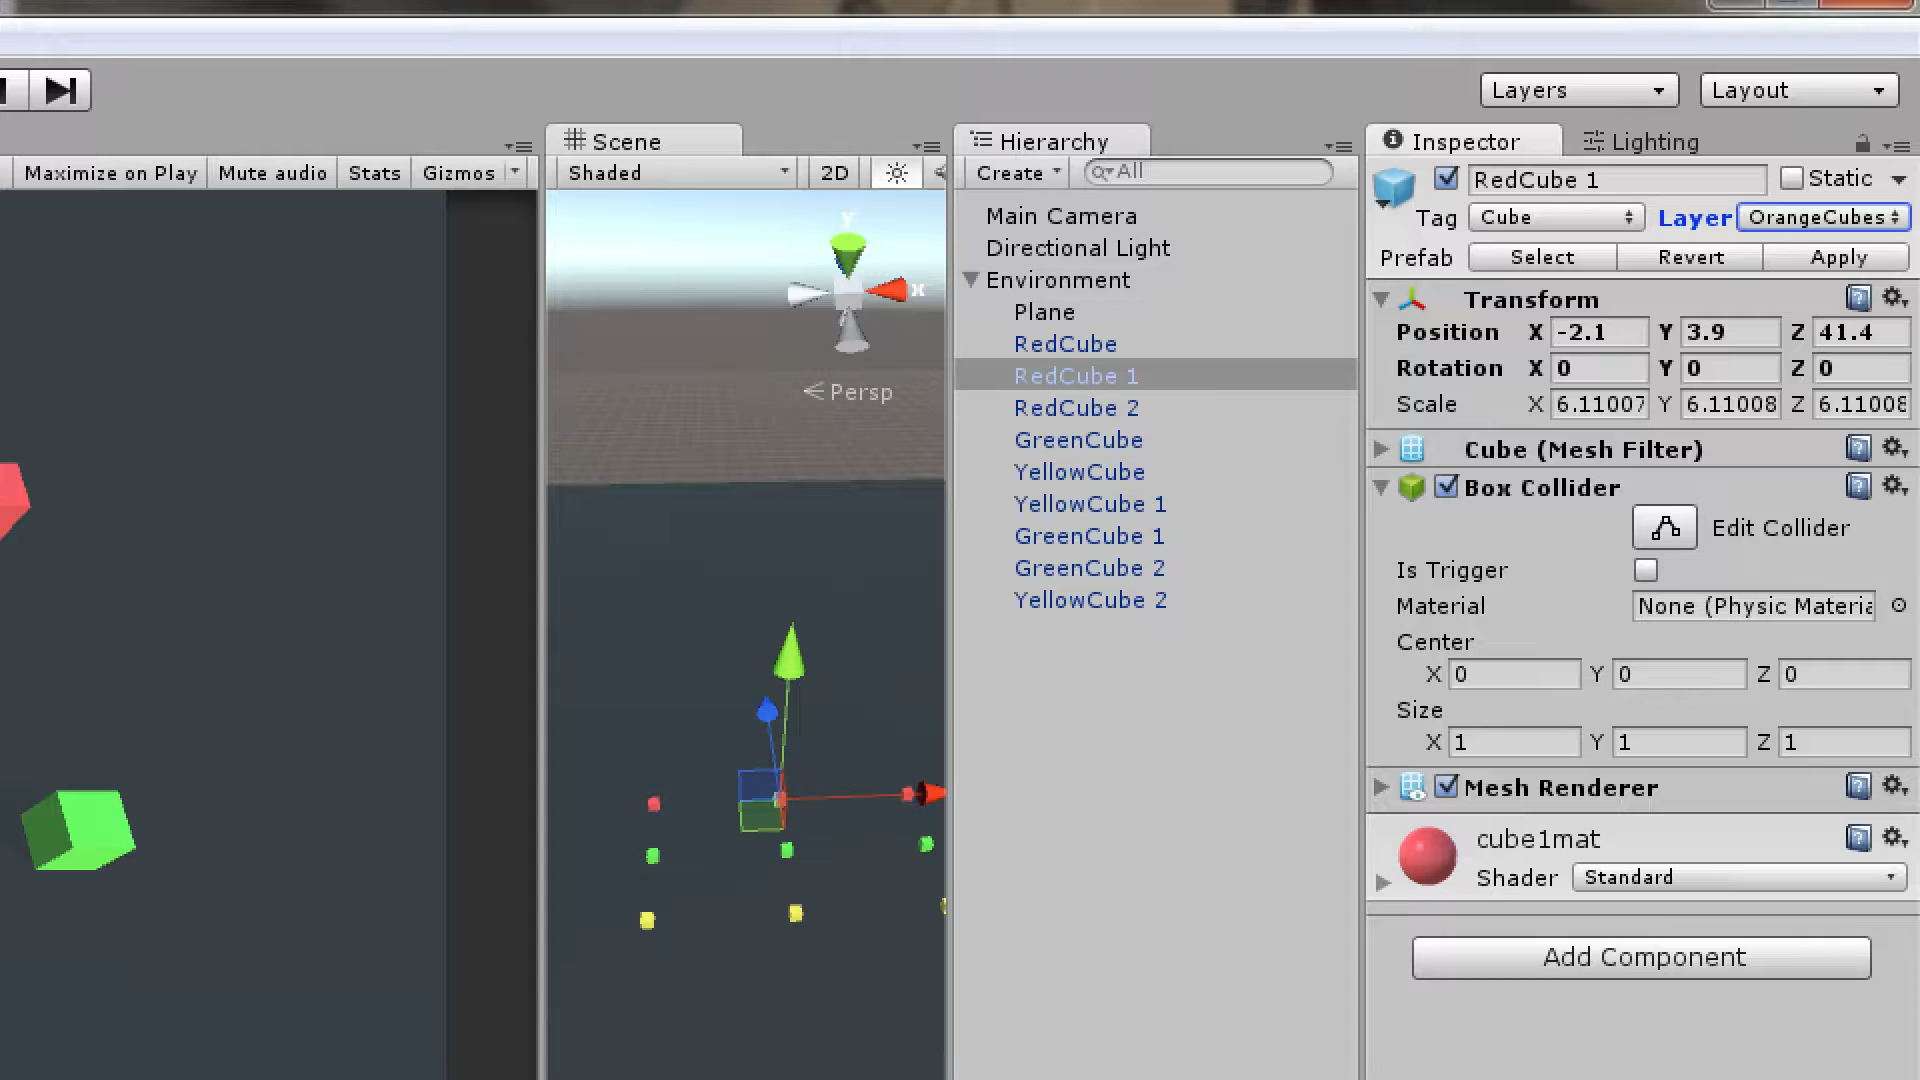 Layers
Layout
Scene
Hierarchy
Inspector
Lighting
Maximize on Play
Mute audio
Stats
Gizmos
Shaded
2D
Create
All
RedCube 1
Static
Tag
Cube
Layer
OrangeCubes
Prefab
Select
Revert
Apply
Y
X
Persp
Main Camera
Directional Light
Environment
Plane
RedCube
RedCube 1
RedCube 2
GreenCube
YellowCube
YellowCube 1
GreenCube 1
GreenCube 2
YellowCube 2
Transform
Position X -2.1 Y 3.9 Z 41.4
Rotation X 0 Y 0 Z 0
Scale X 6.11007 Y 6.11008 Z 6.11008
Cube (Mesh Filter)
Box Collider
Edit Collider
Is Trigger
Material None (Physic Materia
Center
X 0 Y 0 Z 0
Size
X 1 Y 1 Z 1
Mesh Renderer
cube1mat
Shader Standard
Add Component